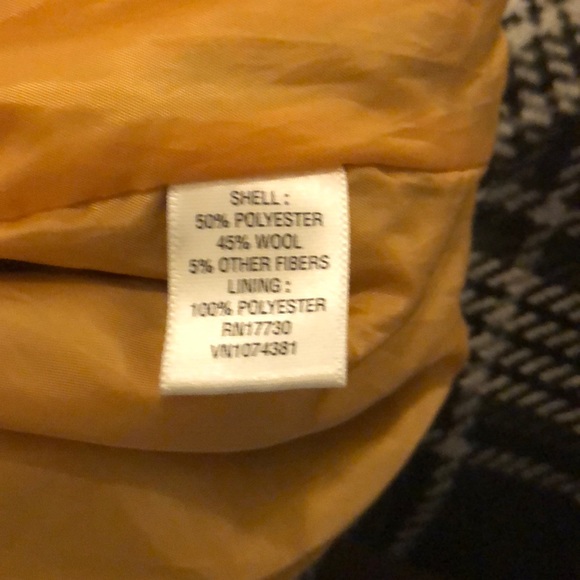 SHELL :
50% POLYESTER
45% WOOL
5% OTHER FIBERS
LINING :
100% POLYESTER
RN17730
VN1074381